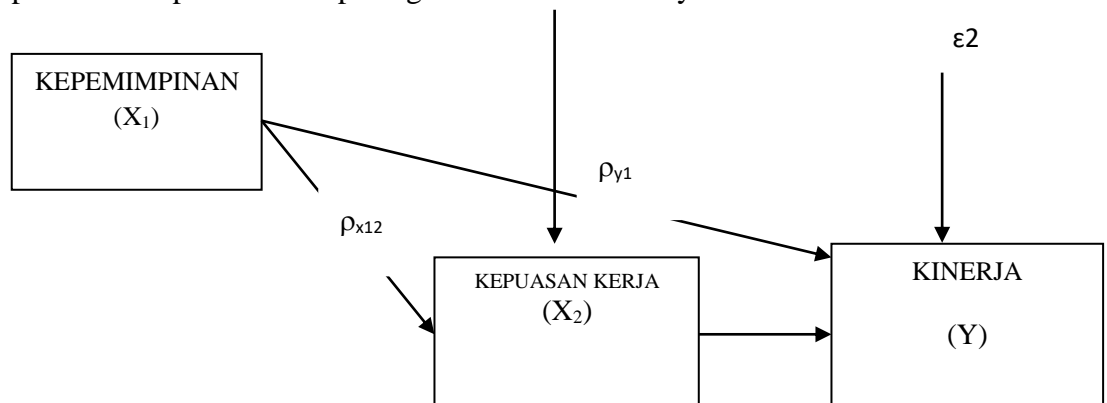 ε2
KEPEMIMPINAN
(X₁)
ρy1
ρx12
KEPUASAN KERJA
(X₂)
KINERJA
(Y)